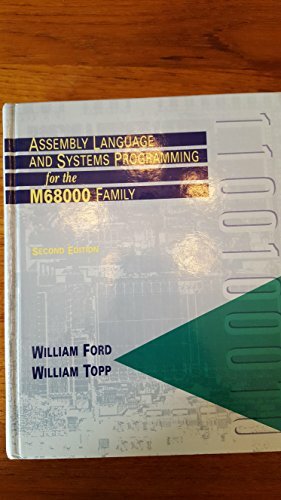 ASSEMBLY LANGUAGE
AND SYSTEMS PROGRAMMING
for the
M68000 FAMILY
SECOND EDITION
WILLIAM FORD
WILLIAM TOPP